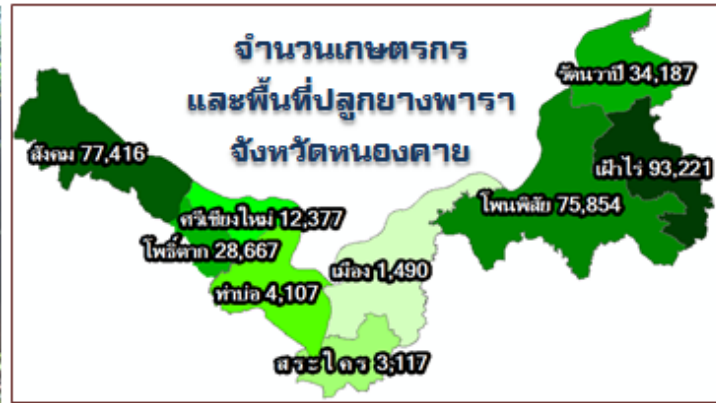 จำนวนเกษตรกร
และพื้นที่ปลูกยางพารา
จังหวัดหนองคาย
รัตนวาปี 34,187
สังคม 77,416
เฝ้าไร่ 93,221
โพนพิสัย 75,854
ศรีเชียงใหม่ 12,377
โพธิ์ตาก 28,667
เมือง 1,490
ท่าบ่อ 4,107
สระใคร 3,117